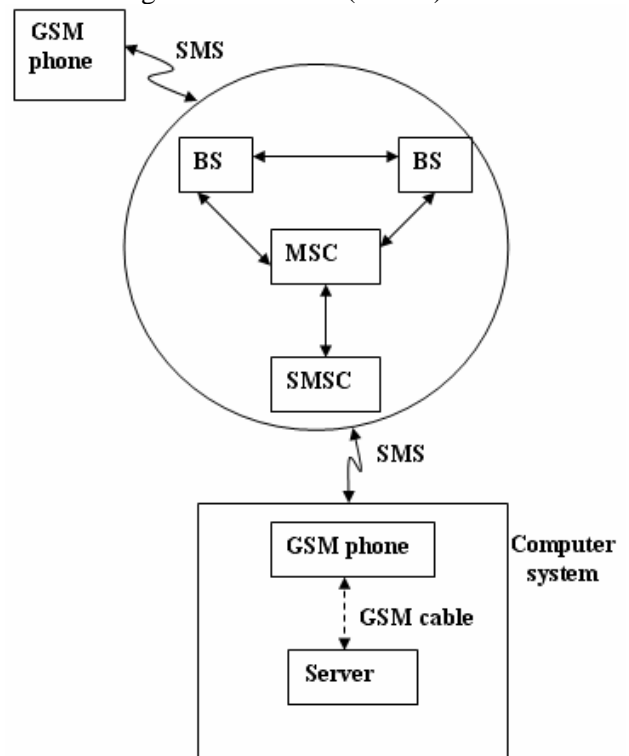 GSM
phone
SMS
BS
BS
MSC
SMSC
SMS
GSM phone
Computer
system
GSM cable
Server